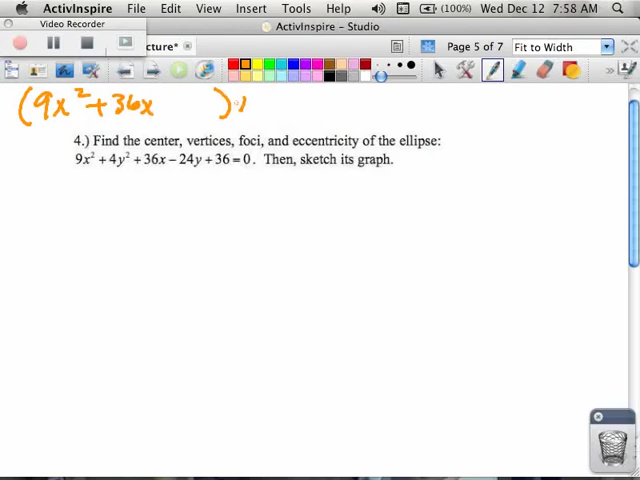 ActivInspire File Edit View Insert Tools Help (100%) Wed Dec 12 7:58 AM
Video Recorder
ActivInspire - Studio
cture* Page 5 of 7 Fit to Width
(9x² + 36x )
4.) Find the center, vertices, foci, and eccentricity of the ellipse:
9x² + 4y² + 36x − 24y + 36 = 0. Then, sketch its graph.